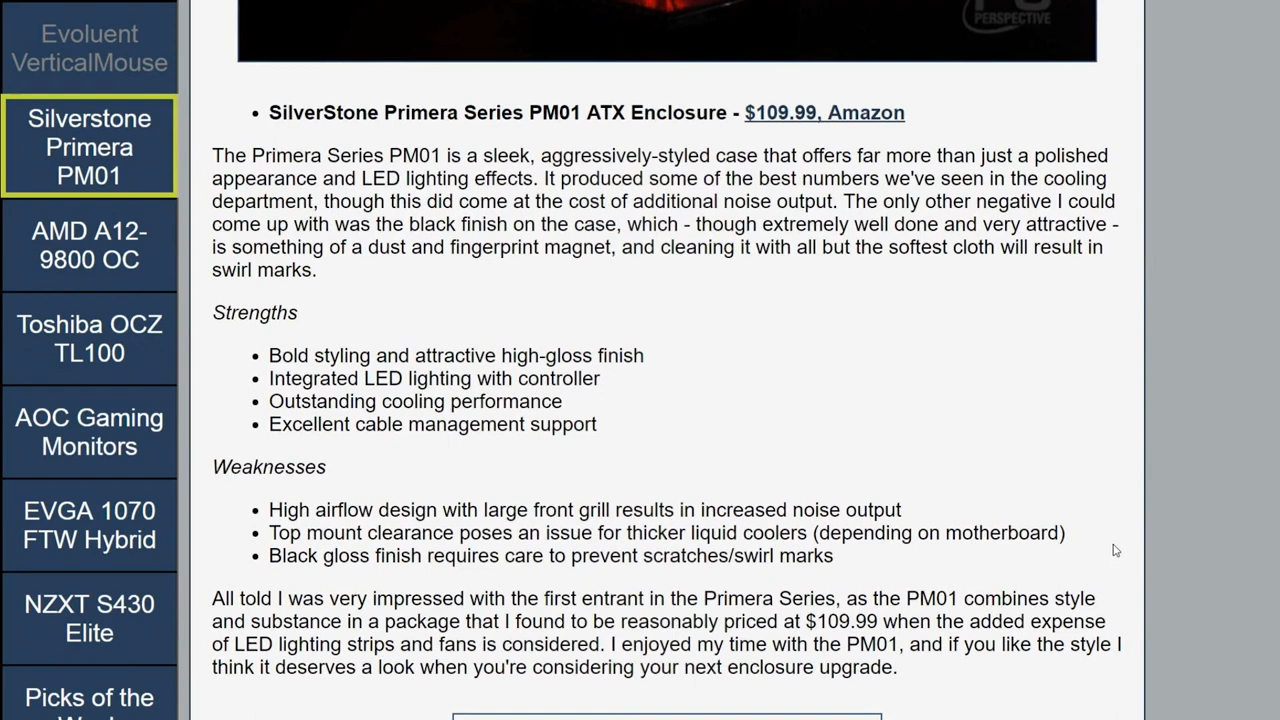 Evoluent
VerticalMouse
Silverstone
Primera
PM01
AMD A12-
9800 OC
Toshiba OCZ
TL100
AOC Gaming
Monitors
EVGA 1070
FTW Hybrid
NZXT S430
Elite
Picks of the
PERSPECTIVE
• SilverStone Primera Series PM01 ATX Enclosure - $109.99, Amazon
The Primera Series PM01 is a sleek, aggressively-styled case that offers far more than just a polished
appearance and LED lighting effects. It produced some of the best numbers we've seen in the cooling
department, though this did come at the cost of additional noise output. The only other negative I could
come up with was the black finish on the case, which - though extremely well done and very attractive -
is something of a dust and fingerprint magnet, and cleaning it with all but the softest cloth will result in
swirl marks.
Strengths
• Bold styling and attractive high-gloss finish
• Integrated LED lighting with controller
• Outstanding cooling performance
• Excellent cable management support
Weaknesses
• High airflow design with large front grill results in increased noise output
• Top mount clearance poses an issue for thicker liquid coolers (depending on motherboard)
• Black gloss finish requires care to prevent scratches/swirl marks
All told I was very impressed with the first entrant in the Primera Series, as the PM01 combines style
and substance in a package that I found to be reasonably priced at $109.99 when the added expense
of LED lighting strips and fans is considered. I enjoyed my time with the PM01, and if you like the style I
think it deserves a look when you're considering your next enclosure upgrade.